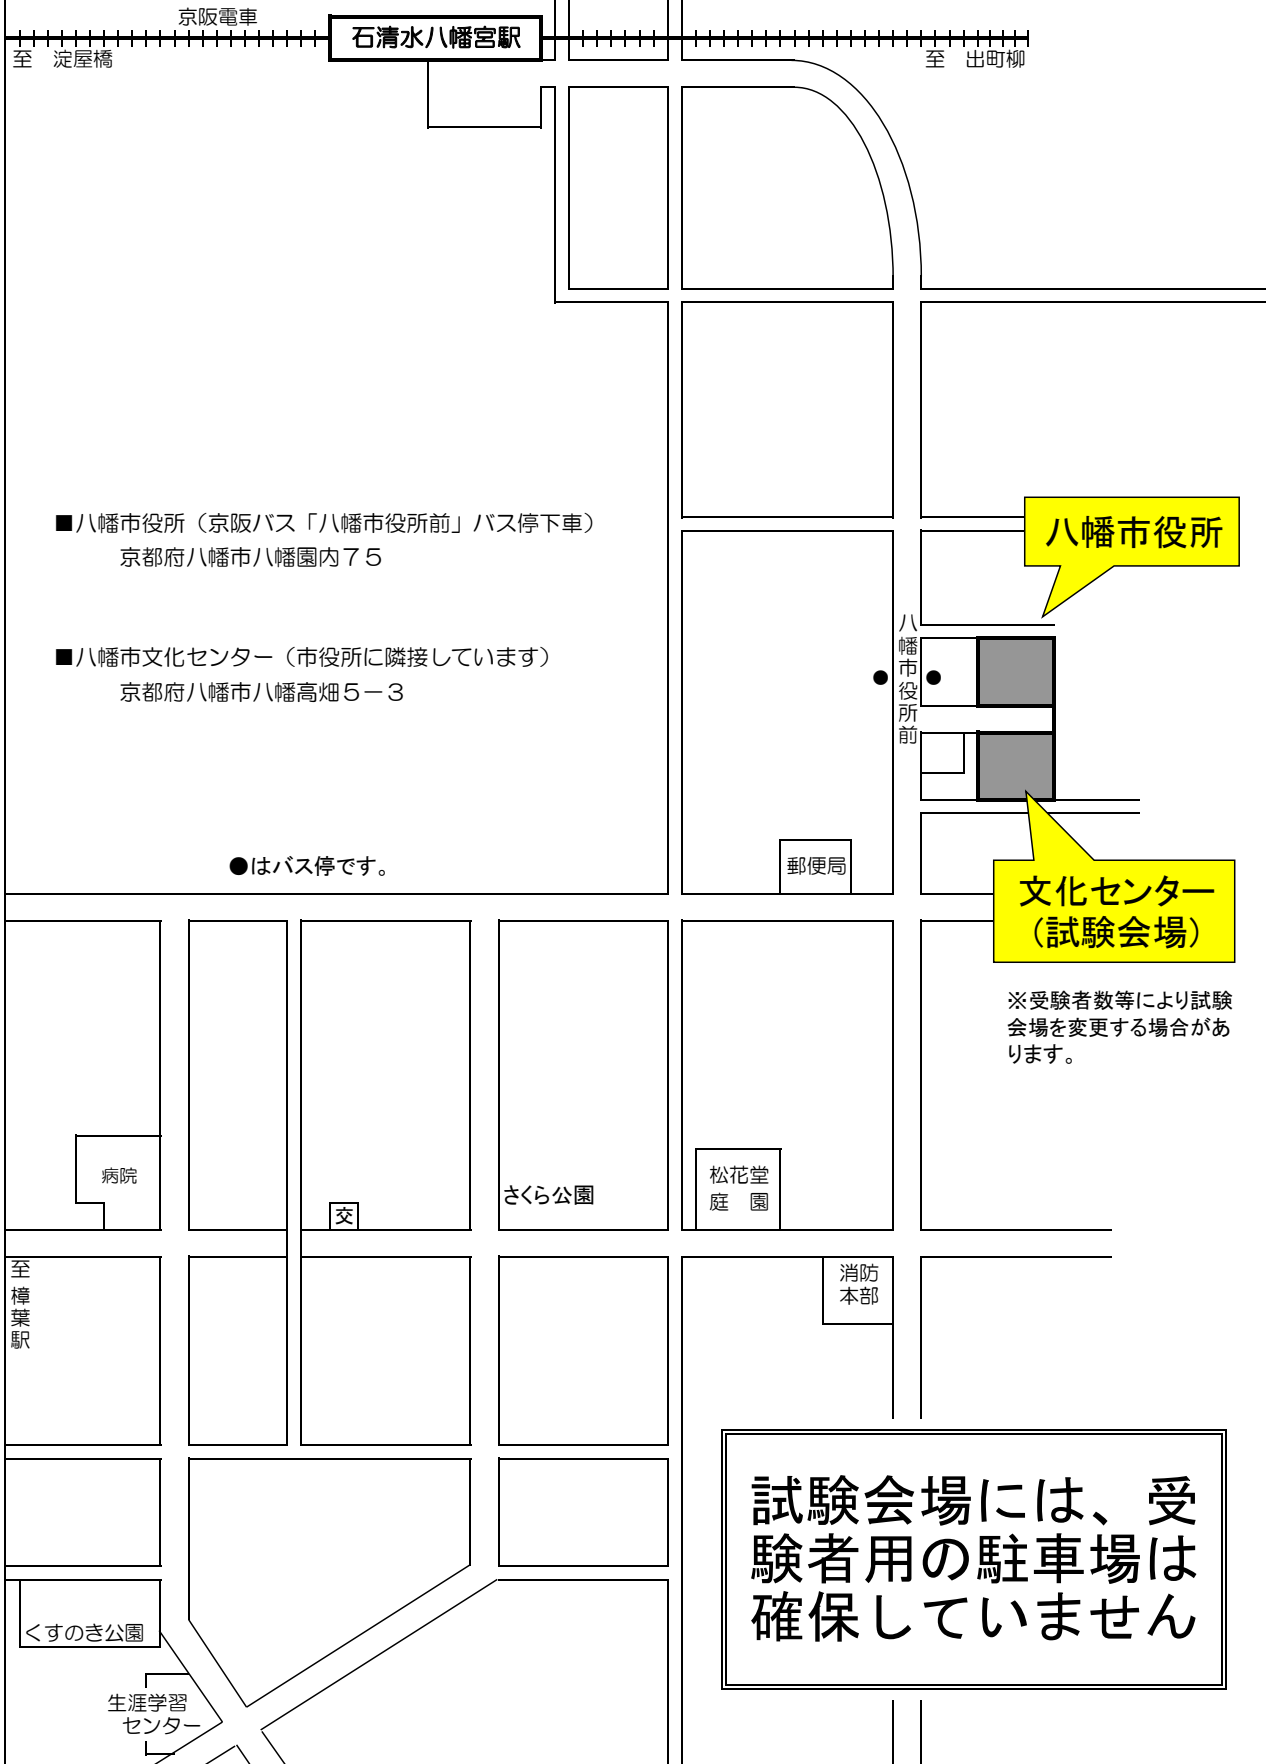 京阪電車
石清水八幡宮駅
至　淀屋橋
至　出町柳
■八幡市役所（京阪バス「八幡市役所前」バス停下車）
京都府八幡市八幡園内７５
八幡市役所
■八幡市文化センター（市役所に隣接しています）
京都府八幡市八幡高畑５－３
八幡市役所前
●はバス停です。
郵便局
文化センター
（試験会場）
※受験者数等により試験
会場を変更する場合があ
ります。
病院
交
さくら公園
松花堂
庭　園
至　樟葉駅
消防
本部
試験会場には、受
験者用の駐車場は
確保していません
くすのき公園
生涯学習
センター